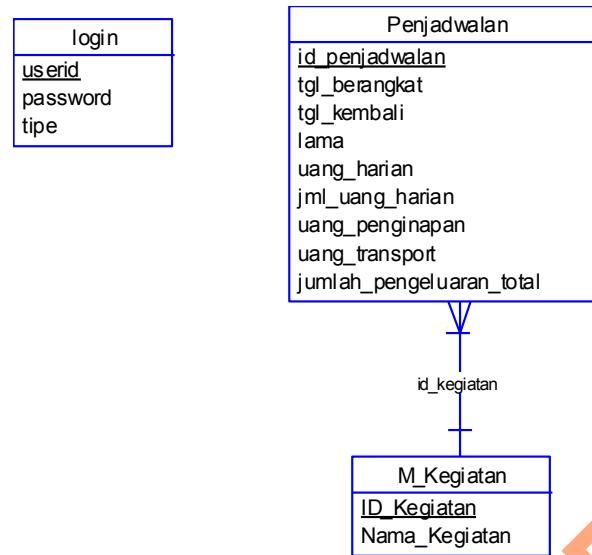 login
userid
password
tipe
Penjadwalan
id_penjadwalan
tgl_berangkat
tgl_kembali
lama
uang_harian
jml_uang_harian
uang_penginapan
uang_transport
jumlah_pengeluaran_total
id_kegiatan
M_Kegiatan
ID_Kegiatan
Nama_Kegiatan